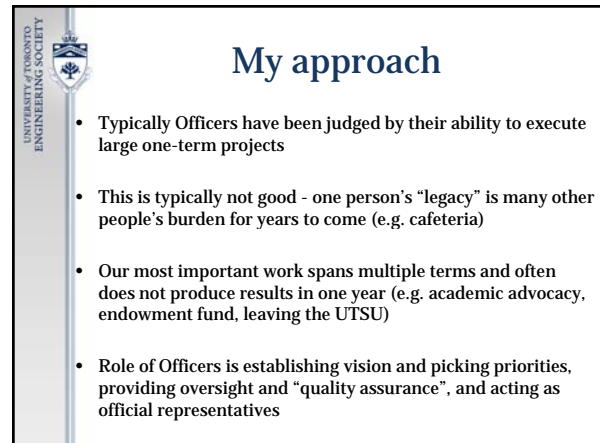 UNIVERSITY of TORONTO
ENGINEERING SOCIETY
My approach
• Typically Officers have been judged by their ability to execute
large one-term projects
• This is typically not good - one person's “legacy” is many other
people's burden for years to come (e.g. cafeteria)
• Our most important work spans multiple terms and often
does not produce results in one year (e.g. academic advocacy,
endowment fund, leaving the UTSU)
• Role of Officers is establishing vision and picking priorities,
providing oversight and “quality assurance”, and acting as
official representatives